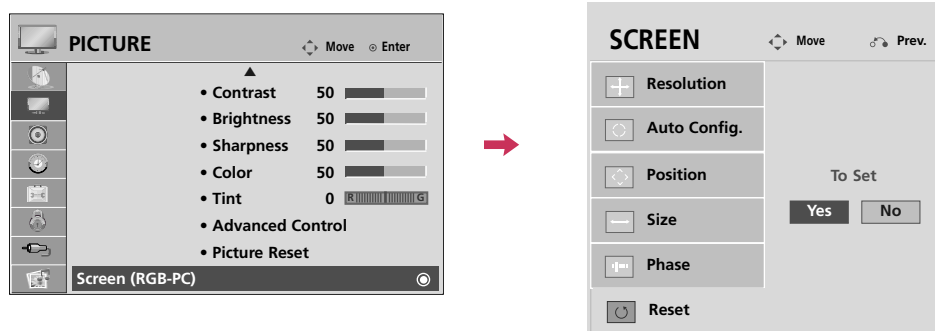 PICTURE
Move
Enter
• Contrast 50
• Brightness 50
• Sharpness 50
• Color 50
• Tint 0 R G
• Advanced Control
• Picture Reset
Screen (RGB-PC)
SCREEN
Move
Prev.
Resolution
Auto Config.
Position
Size
Phase
Reset
To Set
Yes No